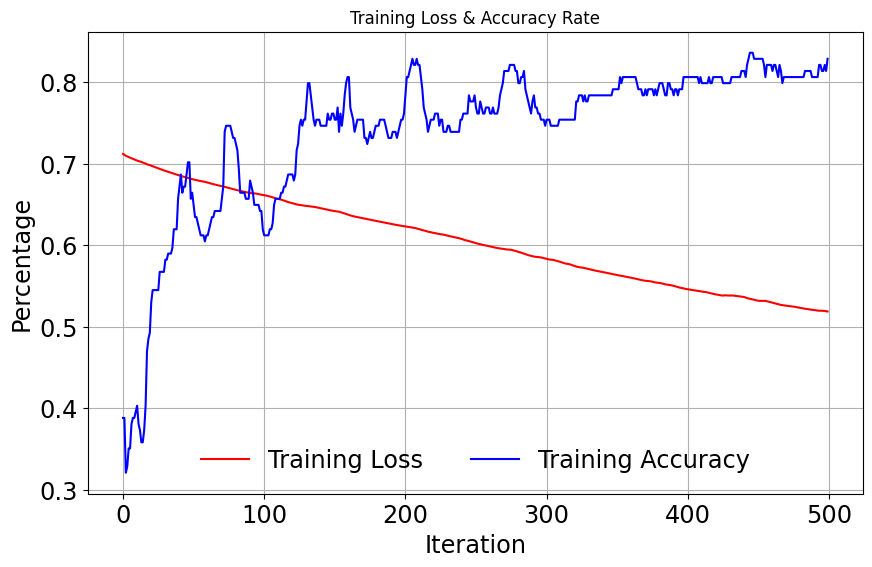 Training Loss & Accuracy Rate
Percentage
0.8
0.7
0.6
0.5
0.4
0.3
Training Loss Training Accuracy
0 100 200 300 400 500
Iteration